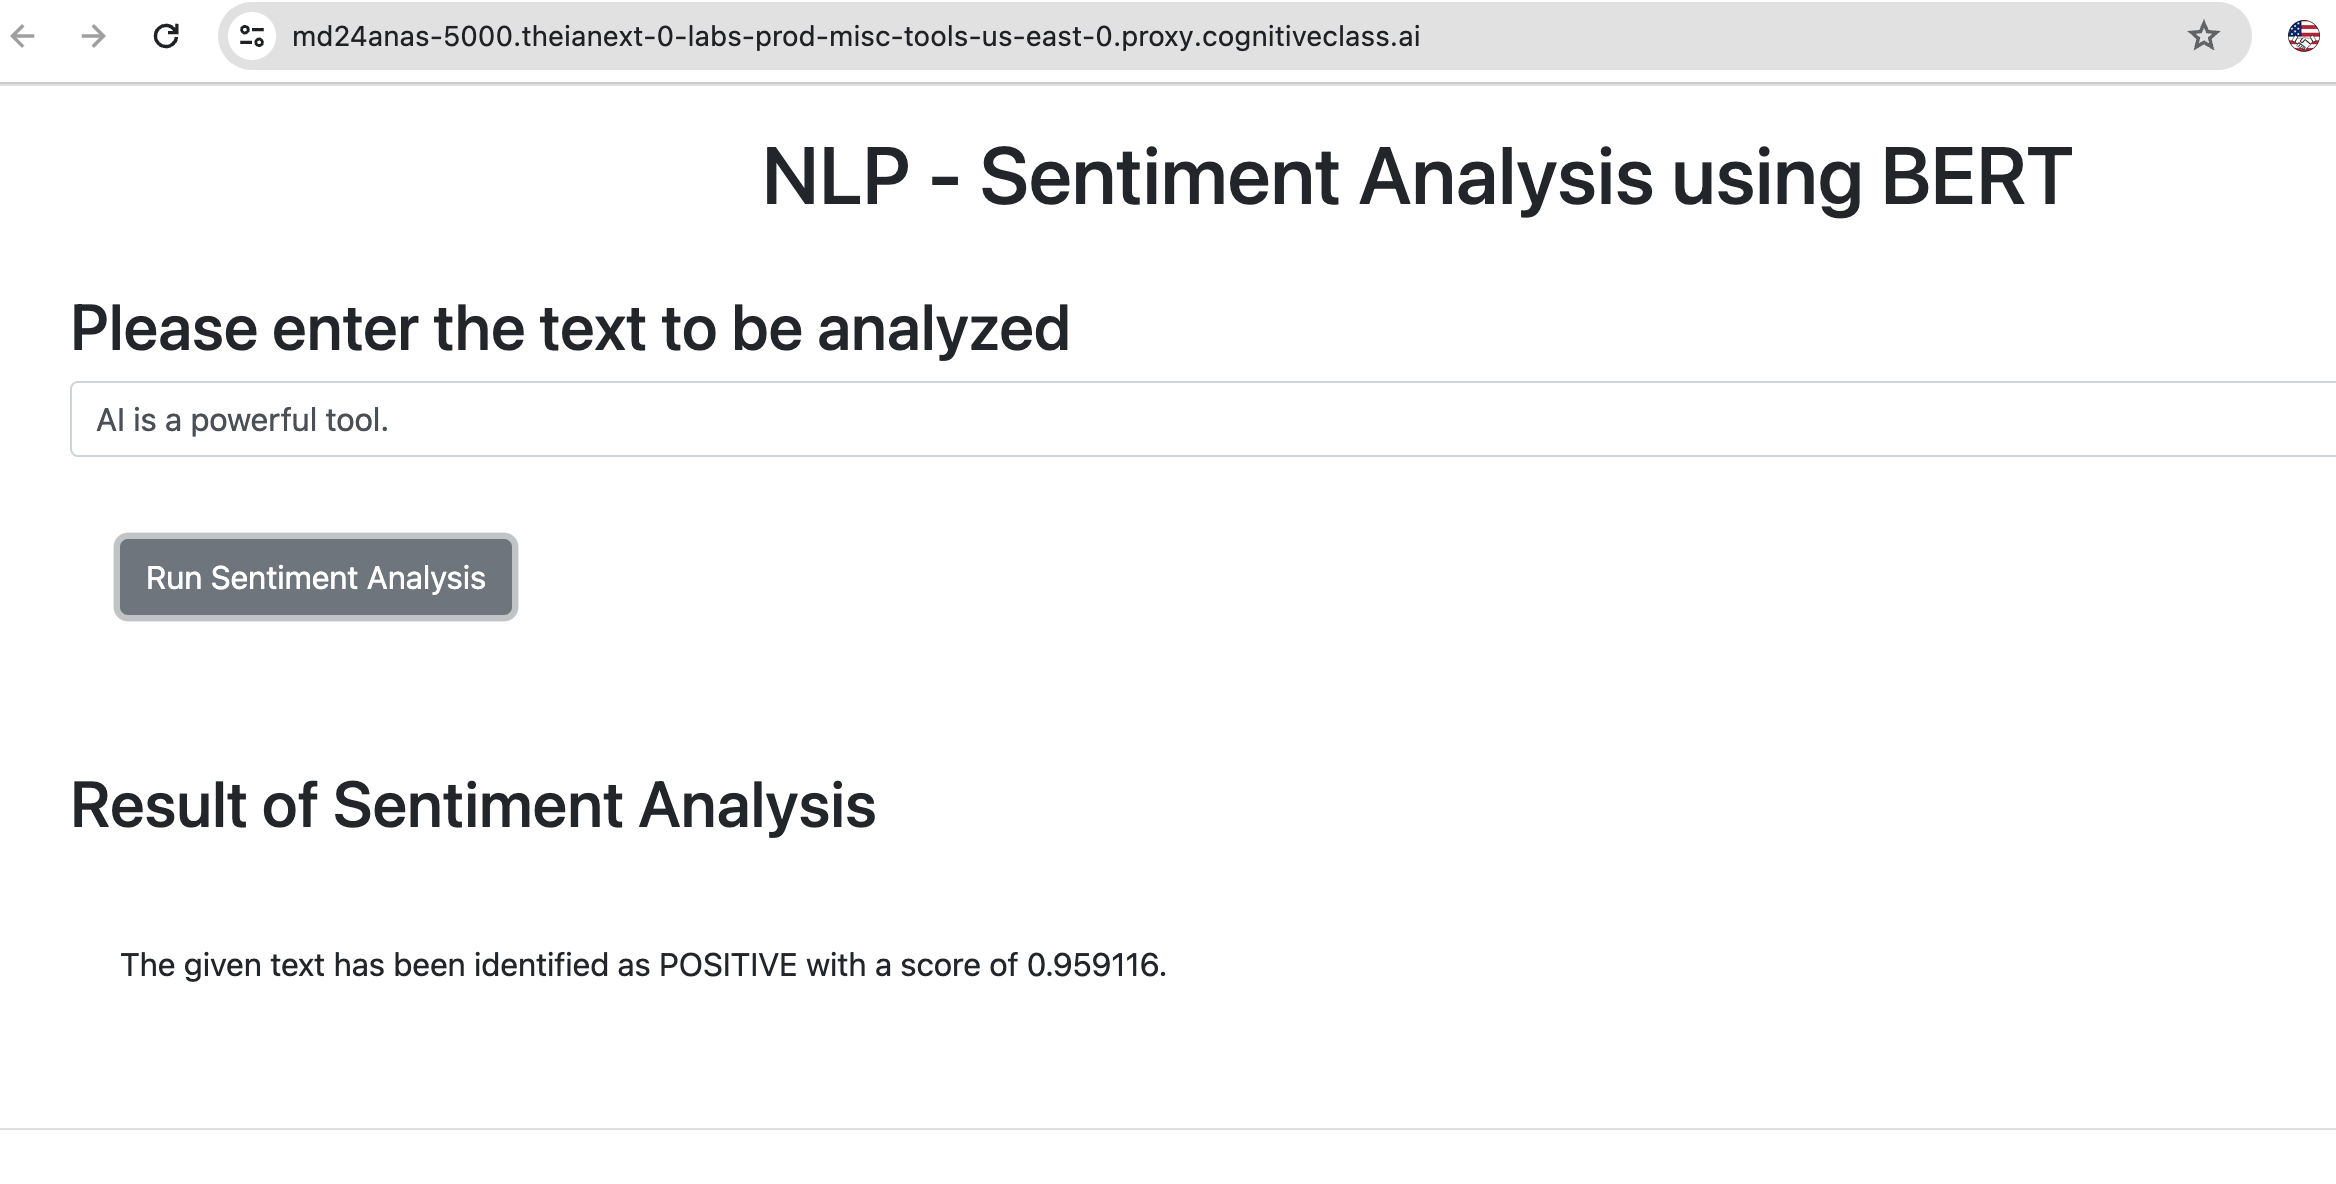 md24anas-5000.theianext-0-labs-prod-misc-tools-us-east-0.proxy.cognitiveclass.ai
NLP - Sentiment Analysis using BERT
Please enter the text to be analyzed
AI is a powerful tool.
Run Sentiment Analysis
Result of Sentiment Analysis
The given text has been identified as POSITIVE with a score of 0.959116.